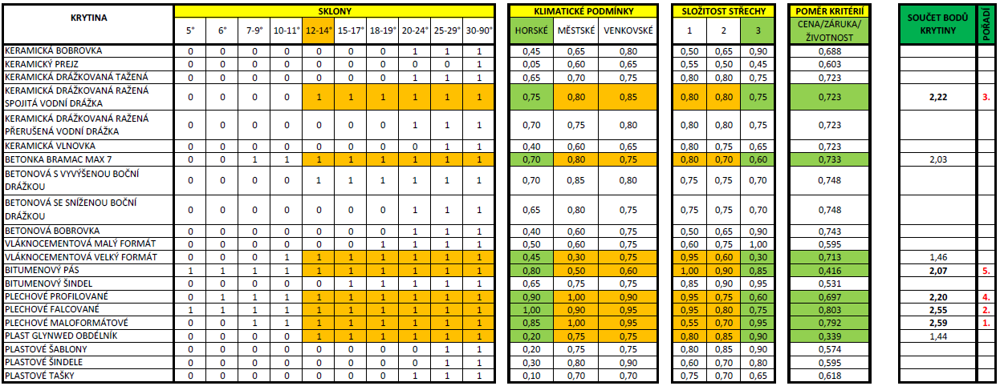 KRYTINA SKLONY KLIMATICKÉ PODMÍNKY SLOŽITOST STŘECHY POMĚR KRITÉRIÍ SOUČET BODŮ KRYTINY POŘADÍ
5° 6° 7-9° 10-11° 12-14° 15-17° 18-19° 20-24° 25-29° 30-90° HORSKÉ MĚSTSKÉ VENKOVSKÉ 1 2 3 CENA/ZÁRUKA/ŽIVOTNOST
KERAMICKÁ BOBROVKA 0 0 0 0 0 0 0 1 1 1 0,45 0,65 0,80 0,50 0,65 0,90 0,688
KERAMICKÝ PREJZ 0 0 0 0 0 0 0 0 0 1 0,05 0,60 0,65 0,55 0,50 0,45 0,603
KERAMICKÁ DRÁŽKOVANÁ TAŽENÁ 0 0 0 0 0 0 0 1 1 1 0,65 0,70 0,75 0,80 0,80 0,75 0,723
KERAMICKÁ DRÁŽKOVANÁ RAŽENÁ
SPOJITÁ VODNÍ DRÁŽKA 0 0 0 0 1 1 1 1 1 1 0,75 0,80 0,85 0,80 0,80 0,75 0,723 2,22 3.
KERAMICKÁ DRÁŽKOVANÁ RAŽENÁ
PŘERUŠENÁ VODNÍ DRÁŽKA 0 0 0 0 0 0 0 1 1 1 0,70 0,75 0,80 0,80 0,80 0,75 0,723
KERAMICKÁ VLNOVKA 0 0 0 0 0 0 0 0 1 1 0,40 0,60 0,65 0,80 0,75 0,65 0,723
BETONKA BRAMAC MAX 7 0 0 1 1 1 1 1 1 1 1 0,70 0,80 0,75 0,80 0,70 0,60 0,733 2,03
BETONOVÁ S VYVÝŠENOU BOČNÍ
DRÁŽKOU 0 0 0 0 1 1 1 1 1 1 0,70 0,85 0,80 0,75 0,75 0,70 0,748
BETONOVÁ SE SNÍŽENOU BOČNÍ
DRÁŽKOU 0 0 0 0 0 0 0 1 1 1 0,65 0,80 0,75 0,75 0,75 0,70 0,748
BETONOVÁ BOBROVKA 0 0 0 0 0 0 0 1 1 1 0,40 0,60 0,75 0,50 0,65 0,90 0,743
VLÁKNOCEMENTOVÁ MALÝ FORMÁT 0 0 0 0 0 0 1 1 1 1 0,50 0,60 0,75 0,60 0,75 1,00 0,595
VLÁKNOCEMENTOVÁ VELKÝ FORMÁT 0 0 0 1 1 1 1 1 1 1 0,45 0,30 0,75 0,95 0,60 0,30 0,713 1,46
BITUMENOVÝ PÁS 1 1 1 1 1 1 1 1 1 1 0,80 0,50 0,60 1,00 0,90 0,85 0,416 2,07 5.
BITUMENOVÝ ŠINDEL 0 0 0 0 0 1 1 1 1 1 0,65 0,75 0,75 0,85 0,90 0,95 0,531
PLECHOVÉ PROFILOVANÉ 0 1 1 1 1 1 1 1 1 1 0,90 1,00 0,90 0,95 0,75 0,60 0,697 2,20 4.
PLECHOVÉ FALCOVANÉ 1 1 1 1 1 1 1 1 1 1 1,00 0,90 0,95 0,95 0,80 0,75 0,803 2,55 2.
PLECHOVÉ MALOFORMÁTOVÉ 0 0 1 1 1 1 1 1 1 1 0,85 1,00 0,95 0,55 0,70 0,95 0,792 2,59 1.
PLAST GLYNWED OBDÉLNÍK 0 0 0 0 1 1 1 1 1 1 0,20 0,75 0,75 0,80 0,85 0,90 0,339 1,44
PLASTOVÉ ŠABLONY 0 0 0 0 0 0 0 0 1 1 0,20 0,75 0,75 0,80 0,85 0,90 0,574
PLASTOVÉ ŠINDELE 0 0 0 0 0 0 0 0 1 1 0,30 0,80 0,90 0,60 0,70 0,80 0,595
PLASTOVÉ TAŠKY 0 0 0 0 0 0 0 1 1 1 0,10 0,70 0,70 0,75 0,70 0,65 0,618